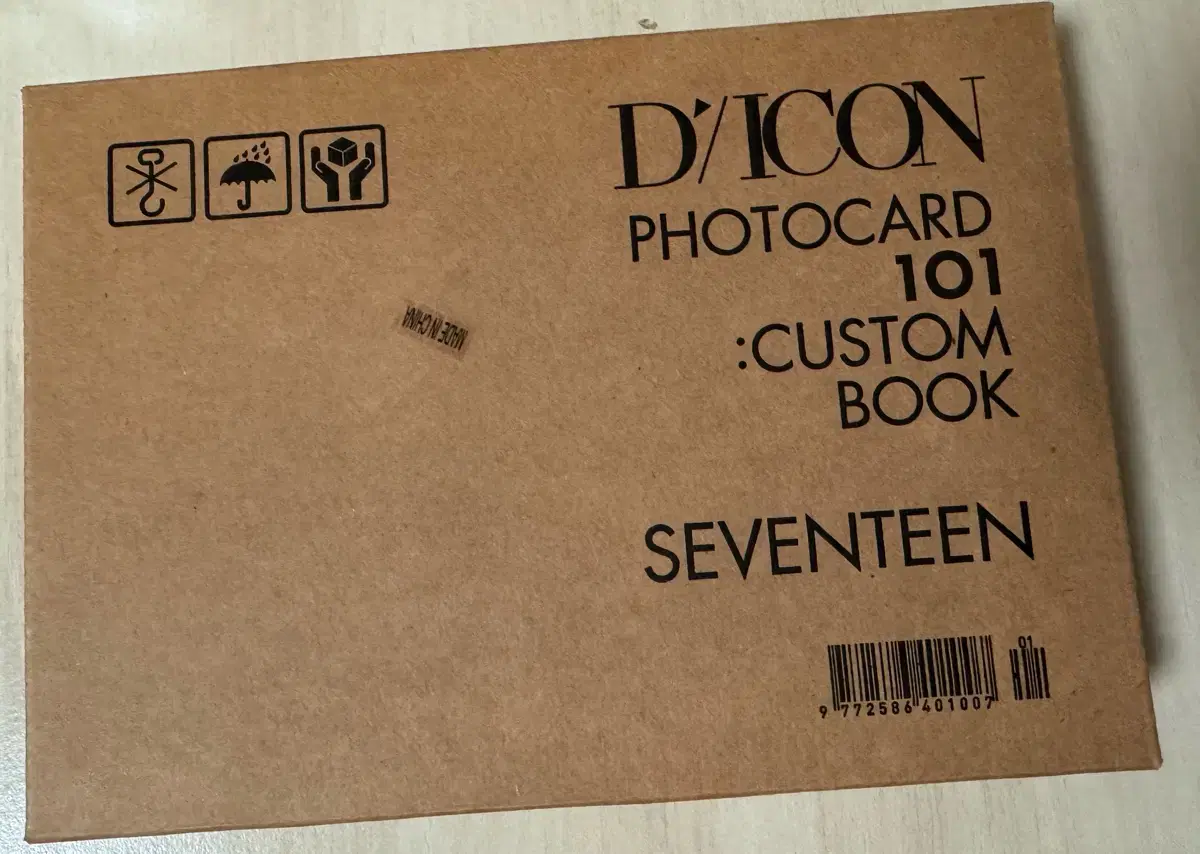 D'/ICON
PHOTOCARD
101
:CUSTOM
BOOK
MADE IN CHINA
SEVENTEEN
01
9 772586 401007